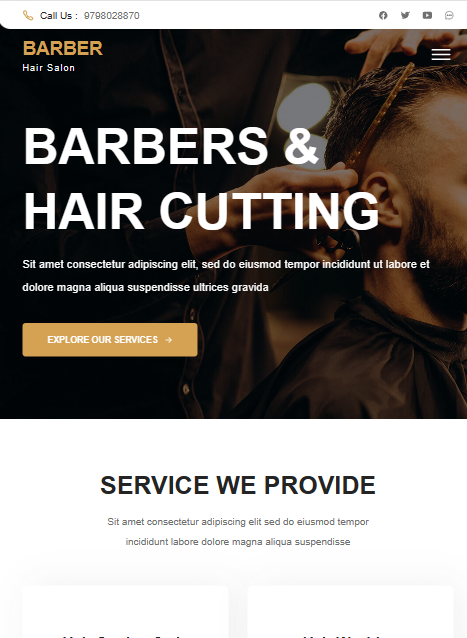 Call Us : 9798028870
BARBER
Hair Salon
BARBERS &
HAIR CUTTING
Sit amet consectetur adipiscing elit, sed do eiusmod tempor incididunt ut labore et
dolore magna aliqua suspendisse ultrices gravida
EXPLORE OUR SERVICES →
SERVICE WE PROVIDE
Sit amet consectetur adipiscing elit sed do eiusmod tempor
incididunt labore dolore magna aliqua suspendisse